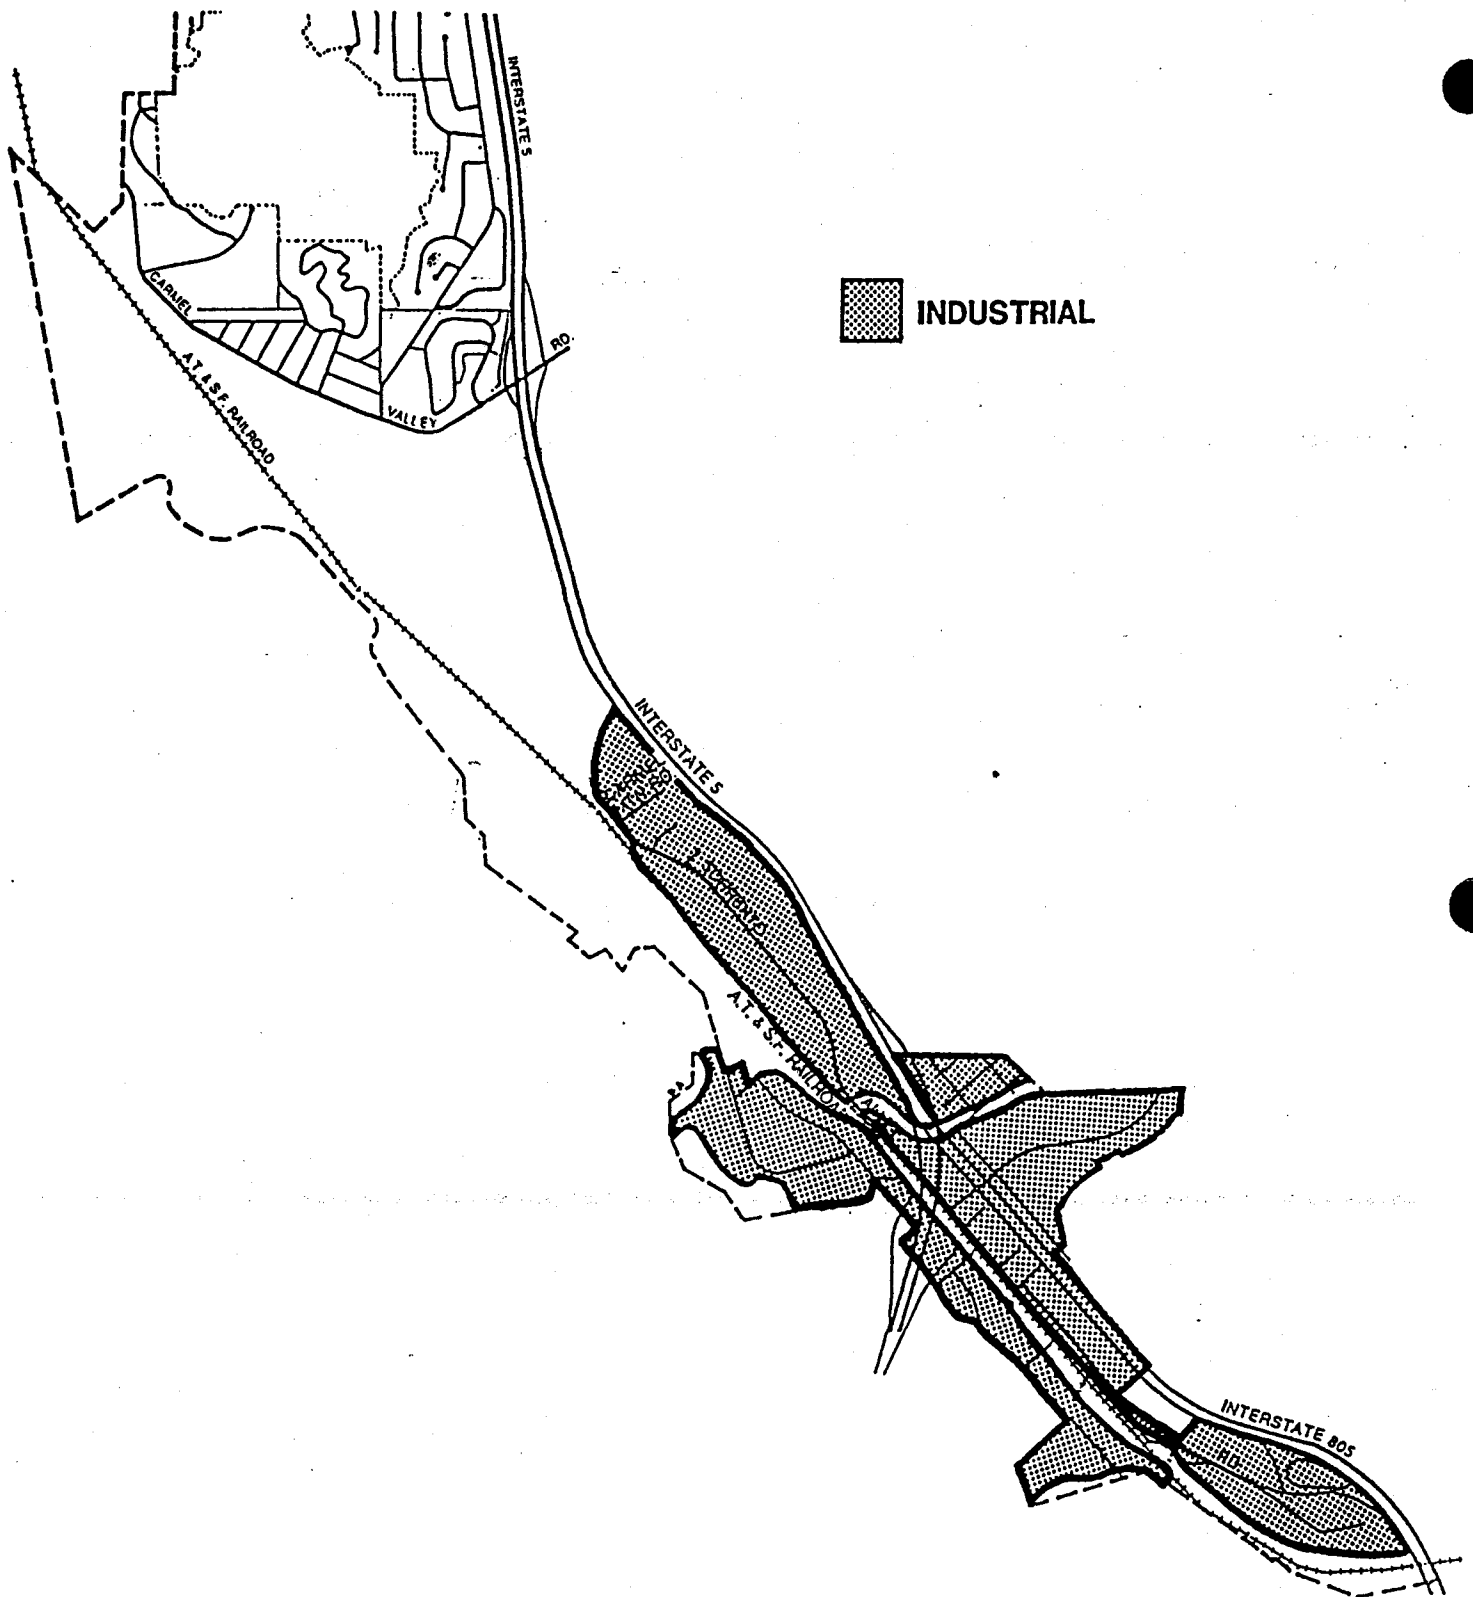 INTERSTATE 5
INDUSTRIAL
CARMEL
VALLEY
RD.
A.T. & S.F. RAILROAD
INTERSTATE 5
A.T. & S.F. RAILROAD
INTERSTATE 805
RD